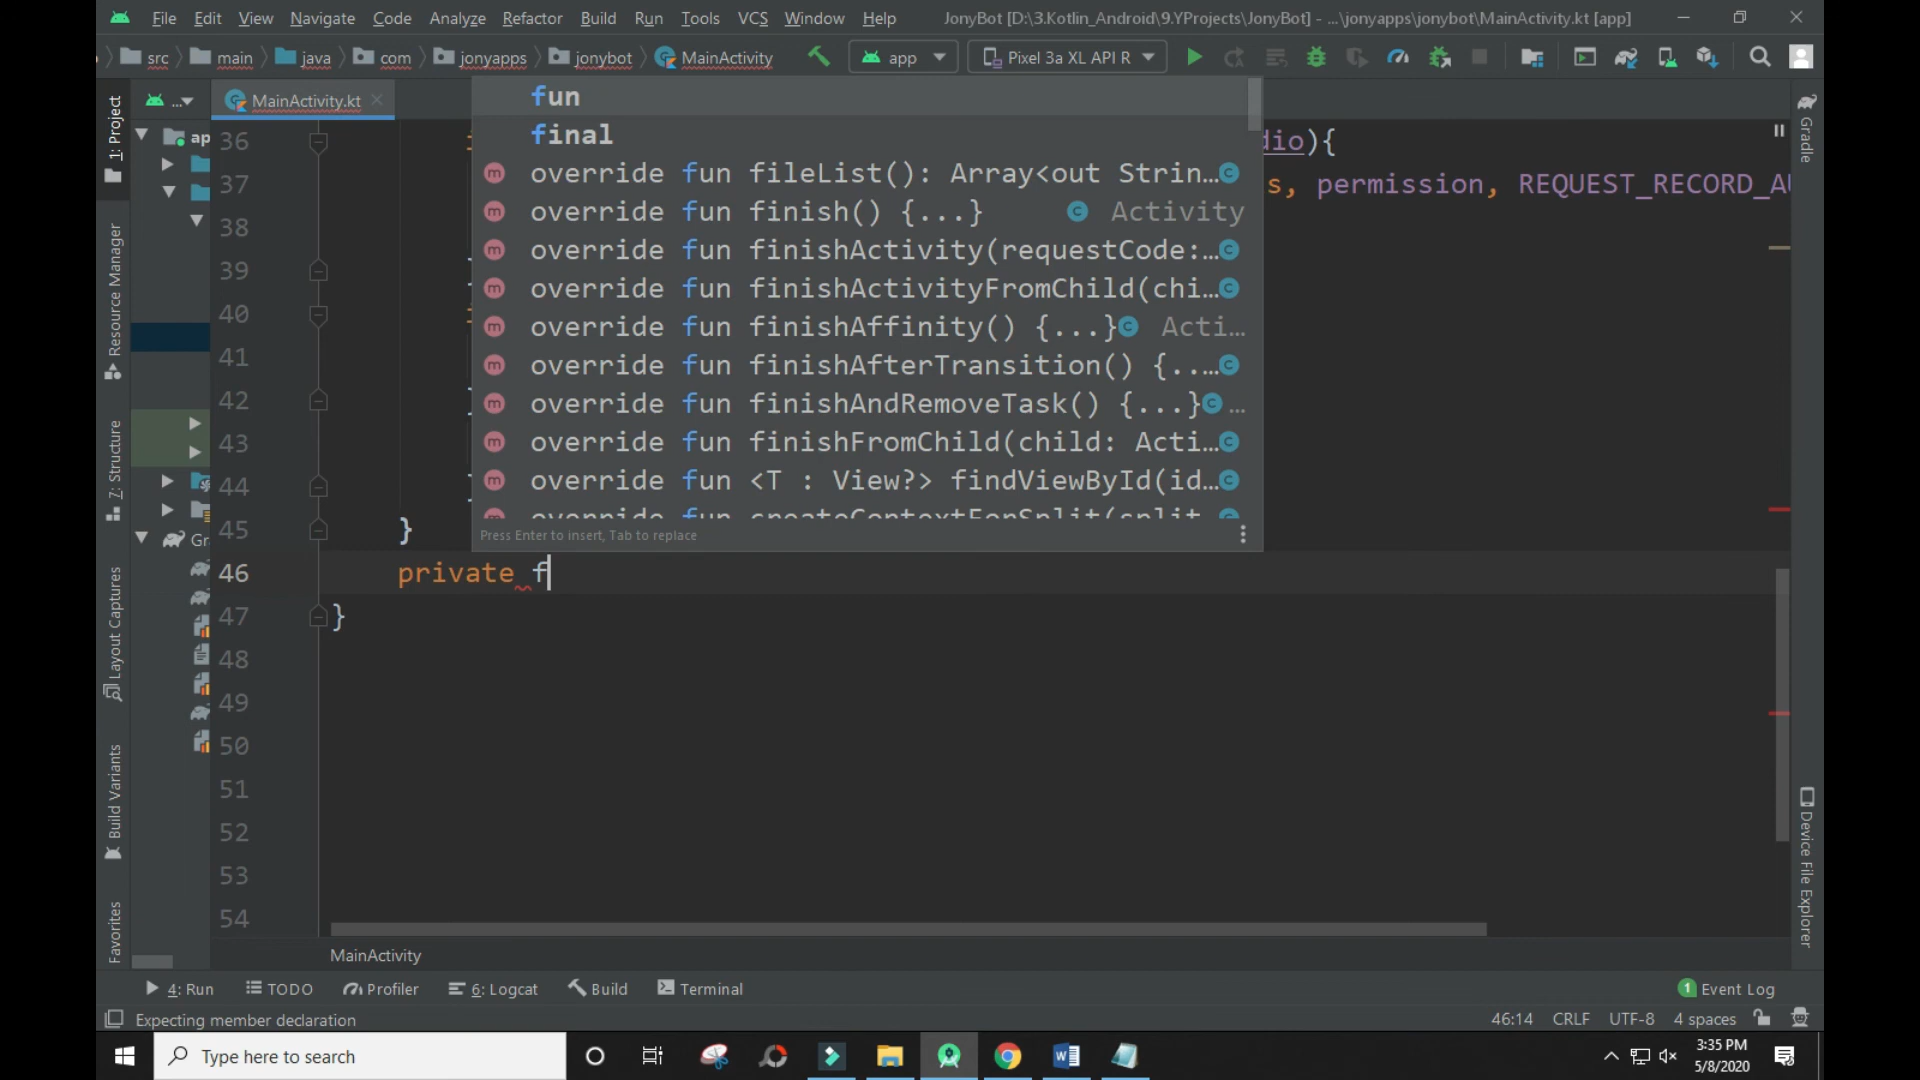 File Edit View Navigate Code Analyze Refactor Build Run Tools VCS Window Help JonyBot [D:\3.Kotlin_Android\9.YProjects\JonyBot] - ...\jonyapps\jonybot\MainActivity.kt [app]
src main java com jonyapps jonybot MainActivity app Pixel 3a XL API R
... MainActivity.kt
fun
final
override fun fileList(): Array<out Strin...
override fun finish() {...} Activity
override fun finishActivity(requestCode:...
override fun finishActivityFromChild(chi...
override fun finishAffinity() {...} Acti...
override fun finishAfterTransition() {...
override fun finishAndRemoveTask() {...} ...
override fun finishFromChild(child: Acti...
override fun <T : View?> findViewById(id...
Press Enter to insert, Tab to replace
ap
Gr
36 dio){
37 s, permission, REQUEST_RECORD_AU
38
39
40
41
42
43
44
45 }
46 private f
47 }
48
49
50
51
52
53
54
1: Project
Resource Manager
Z: Structure
Layout Captures
Build Variants
Favorites
Gradle
Device File Explorer
MainActivity
4: Run TODO Profiler 6: Logcat Build Terminal 1 Event Log
Expecting member declaration 46:14 CRLF UTF-8 4 spaces
Type here to search 3:35 PM
5/8/2020